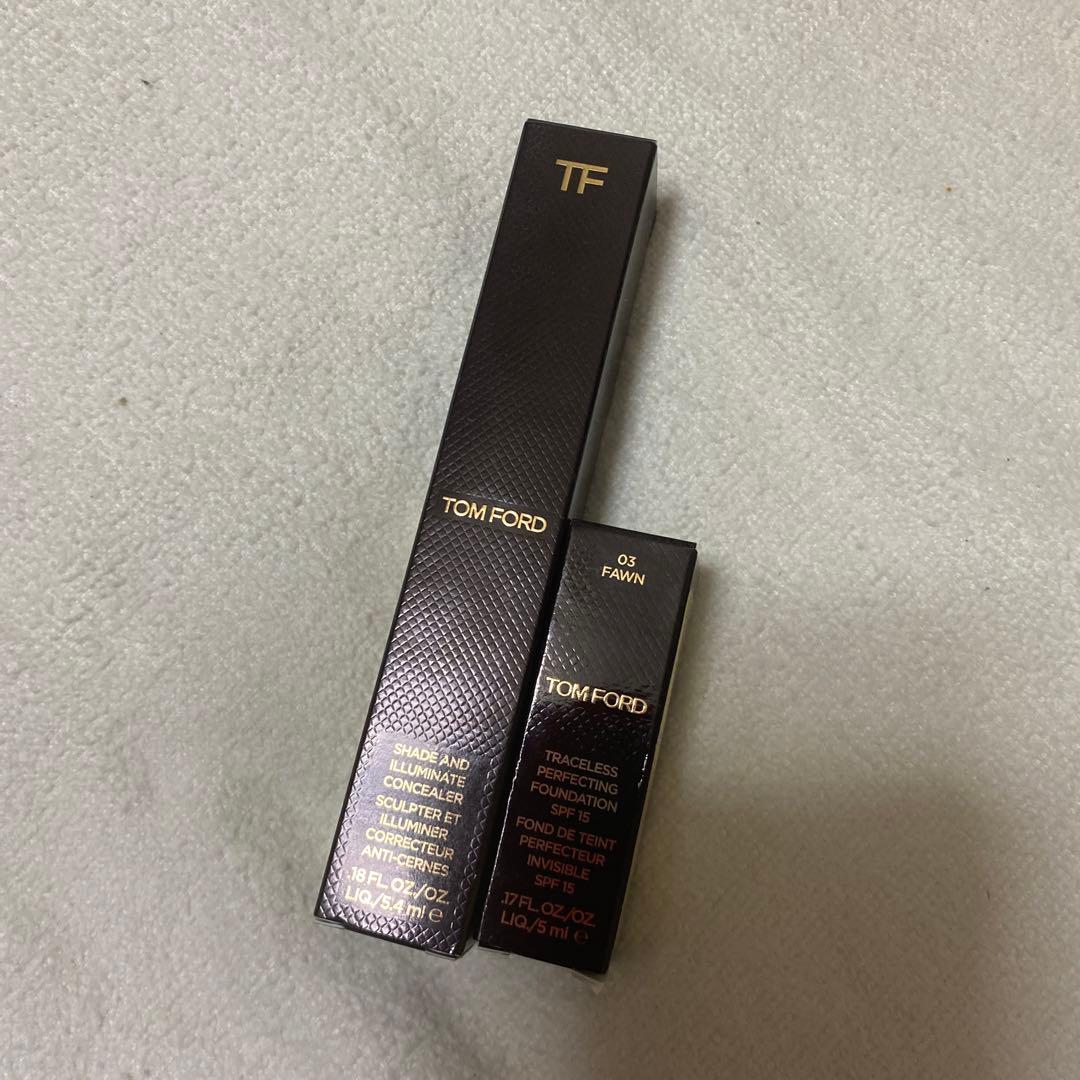 TF
TOM FORD
SHADE AND
ILLUMINATE
CONCEALER
SCULPTER ET
ILLUMINER
CORRECTEUR
ANTI-CERNES
.18 FL. OZ./OZ.
LIQ./5.4 ml ℮
03
FAWN
TOM FORD
TRACELESS
PERFECTING
FOUNDATION
SPF 15
FOND DE TEINT
PERFECTEUR
INVISIBLE
SPF 15
.17 FL. OZ./OZ.
LIQ./5 ml ℮